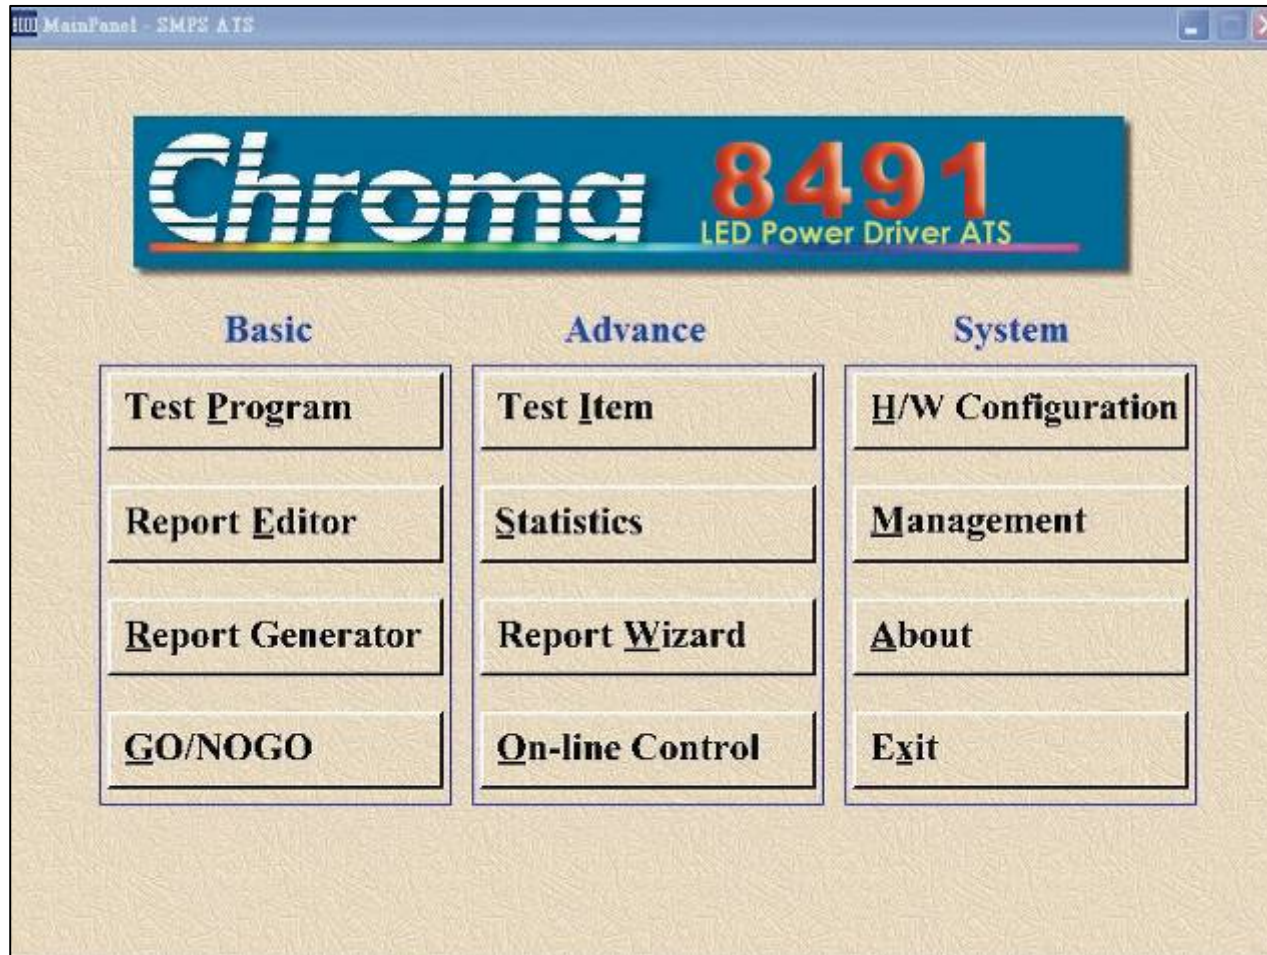 MainPanel - SMPS ATS
Chroma 8491
LED Power Driver ATS
Basic
Test Program
Report Editor
Report Generator
GO/NOGO
Advance
Test Item
Statistics
Report Wizard
On-line Control
System
H/W Configuration
Management
About
Exit